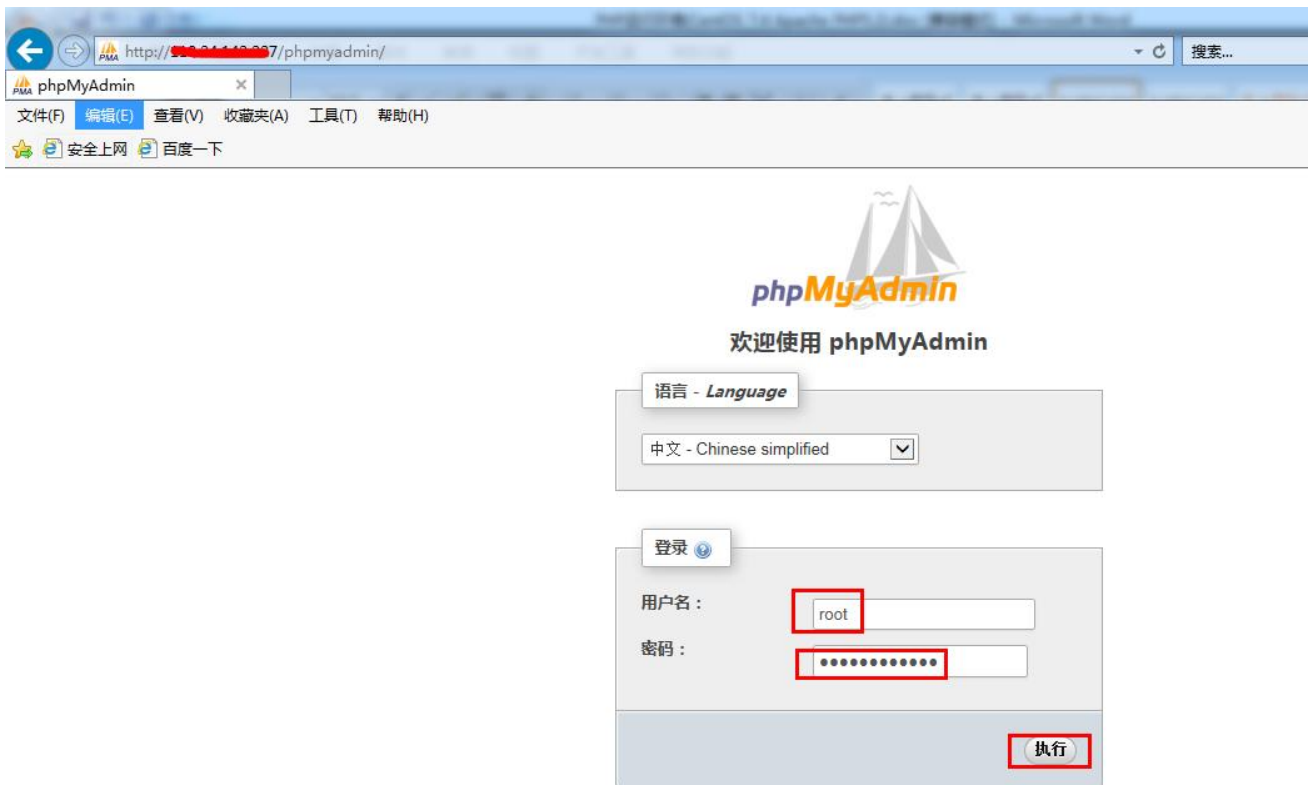 http://7/phpmyadmin/
搜索...
phpMyAdmin
文件(F) 编辑(E) 查看(V) 收藏夹(A) 工具(T) 帮助(H)
安全上网 百度一下
phpMyAdmin
欢迎使用 phpMyAdmin
语言 - Language
中文 - Chinese simplified
登录
用户名：
root
密码：
••••••••••••
执行